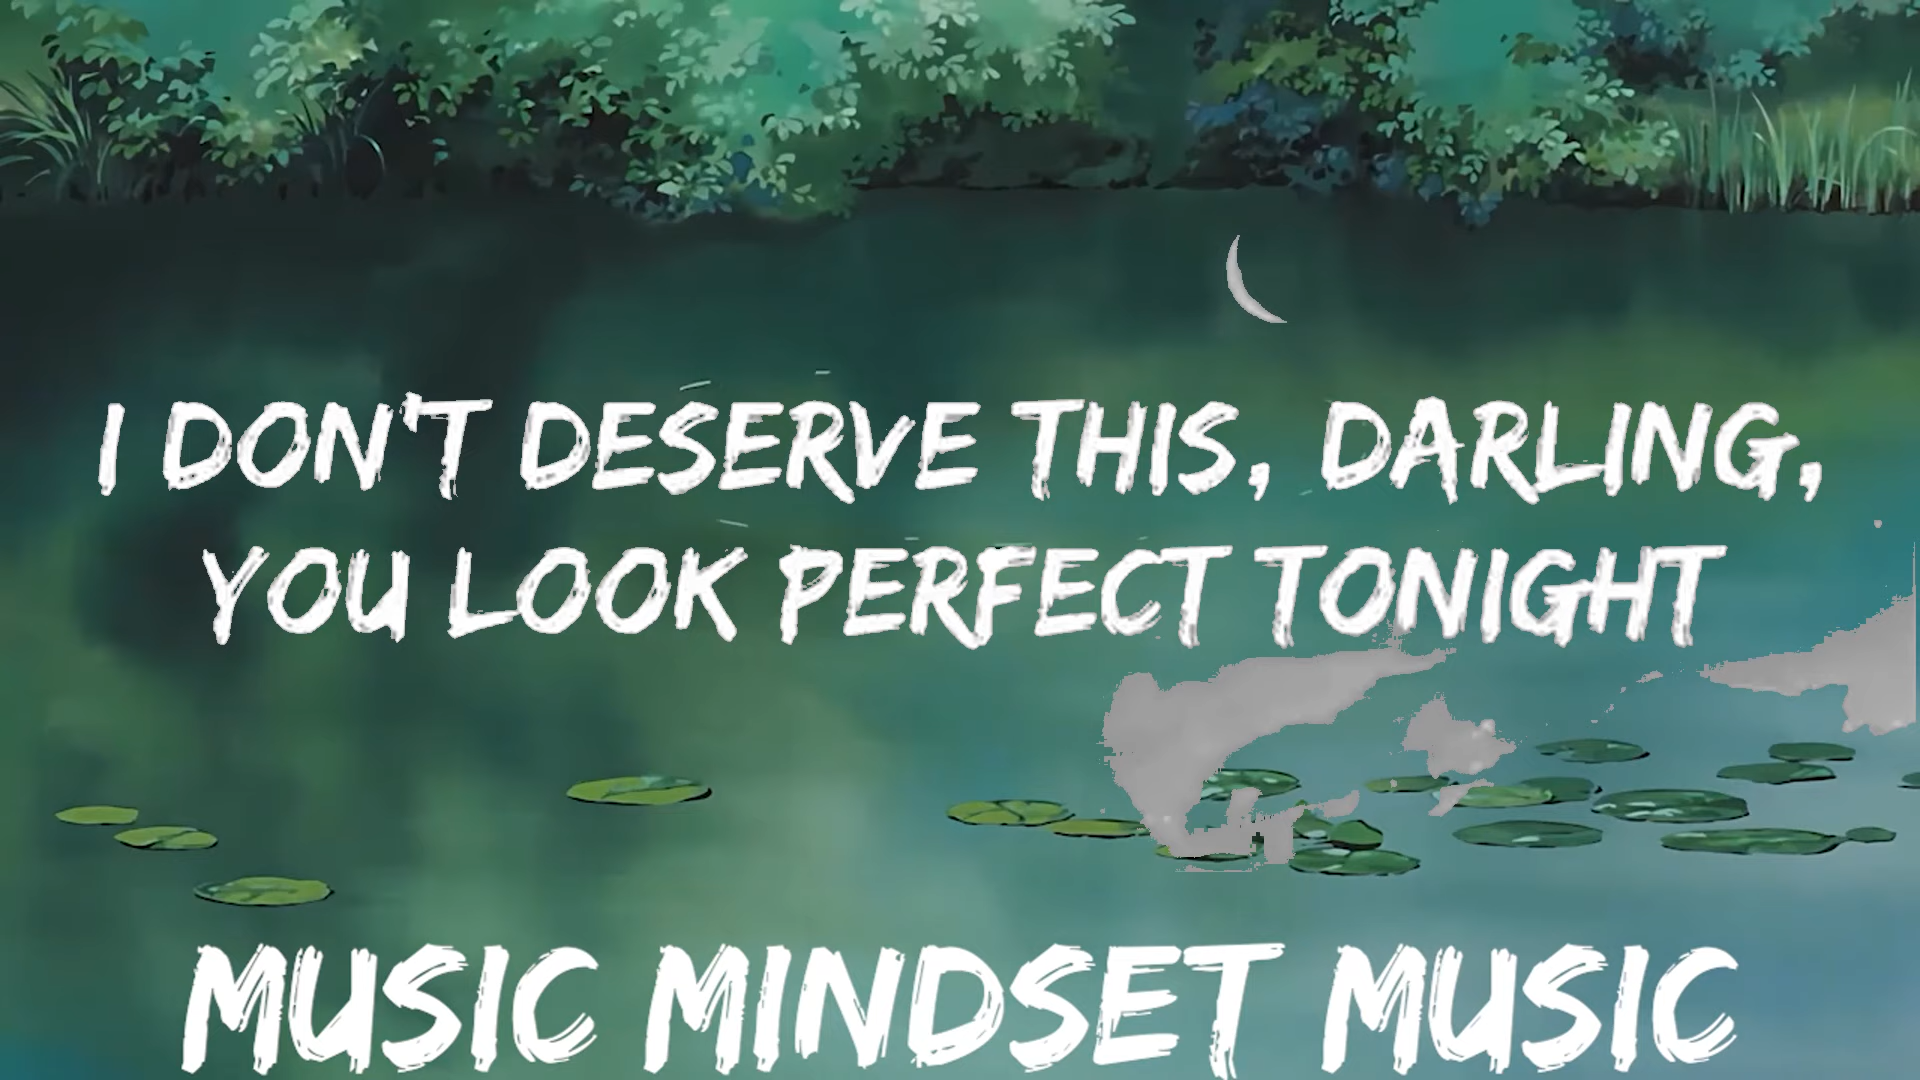 I DON'T DESERVE THIS, DARLING,
YOU LOOK PERFECT TONIGHT
MUSIC MINDSET MUSIC